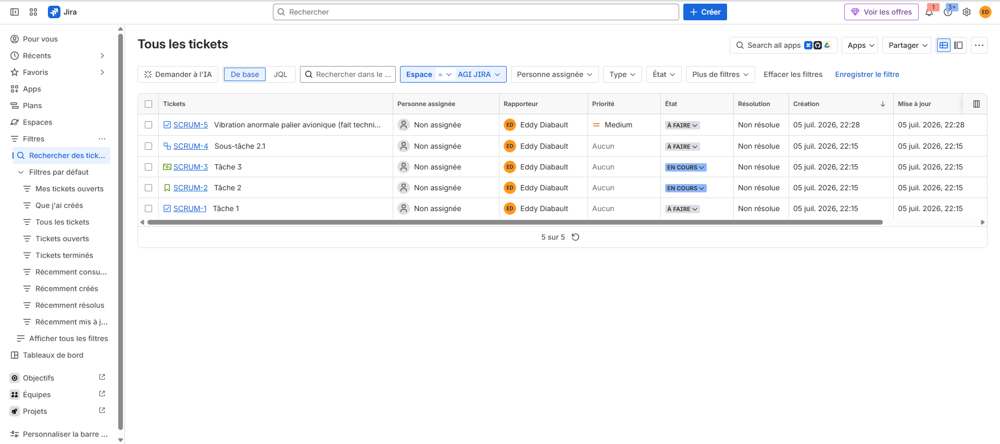 Jira
Rechercher
Créer
Voir les offres
1
3+
ED
Pour vous
Récents
Favoris
Apps
Plans
Espaces
Filtres
Rechercher des tick...
Filtres par défaut
Mes tickets ouverts
Que j'ai créés
Tous les tickets
Tickets ouverts
Tickets terminés
Récemment consu...
Récemment créés
Récemment résolus
Récemment mis à j...
Afficher tous les filtres
Tableaux de bord
Objectifs
Équipes
Projets
Personnaliser la barre ...
Tous les tickets
Search all apps
Apps
Partager
Demander à l'IA
De base
JQL
Rechercher dans le ...
Espace = AGI JIRA
Personne assignée
Type
État
Plus de filtres
Effacer les filtres
Enregistrer le filtre
Tickets Personne assignée Rapporteur Priorité État Résolution Création Mise à jour
SCRUM-5 Vibration anormale palier avionique (fait techni... Non assignée ED Eddy Diabault Medium À FAIRE Non résolue 05 juil. 2026, 22:28 05 juil. 2026, 22:28
SCRUM-4 Sous-tâche 2.1 Non assignée ED Eddy Diabault Aucun À FAIRE Non résolue 05 juil. 2026, 22:15 05 juil. 2026, 22:15
SCRUM-3 Tâche 3 Non assignée ED Eddy Diabault Aucun EN COURS Non résolue 05 juil. 2026, 22:15 05 juil. 2026, 22:15
SCRUM-2 Tâche 2 Non assignée ED Eddy Diabault Aucun EN COURS Non résolue 05 juil. 2026, 22:15 05 juil. 2026, 22:15
SCRUM-1 Tâche 1 Non assignée ED Eddy Diabault Aucun À FAIRE Non résolue 05 juil. 2026, 22:15 05 juil. 2026, 22:15
5 sur 5